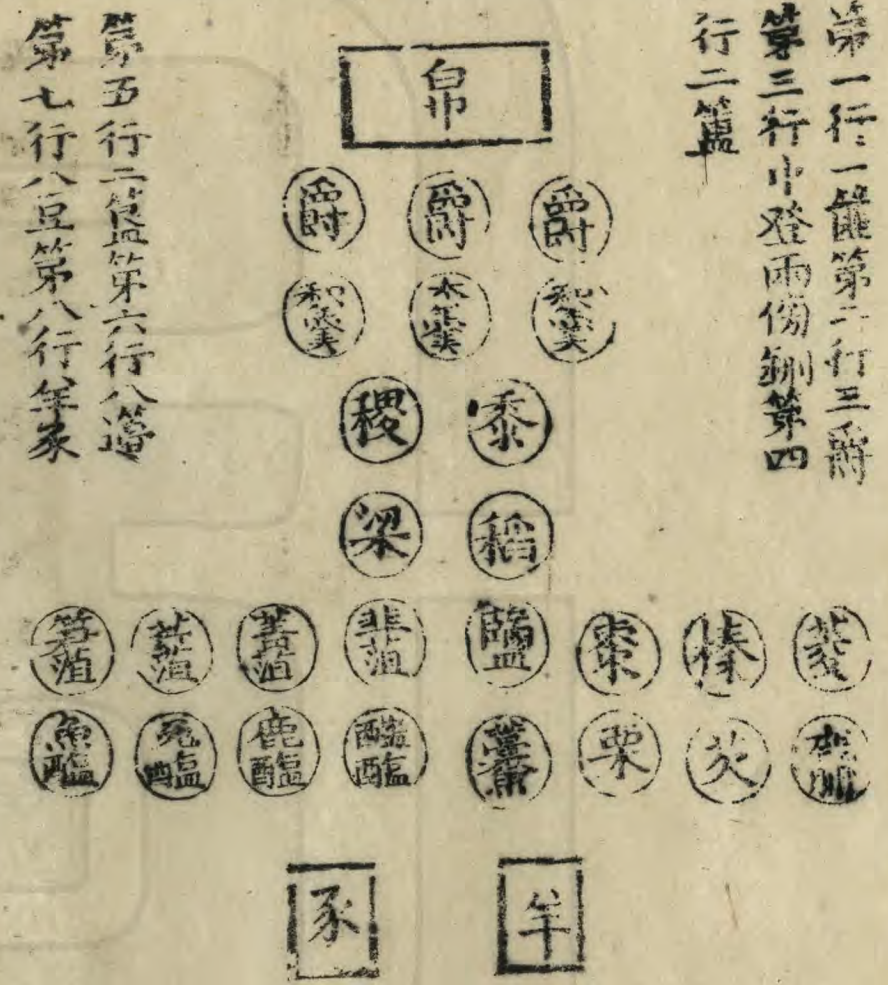 第一行一篚第二行三爵
第三行中登兩傍鉶第四
行二簠
帛
爵 爵 爵
和羹 太羹 和羹
黍 稷
稻 梁
菱 榛 棗 鹽 韭菹 菁菹 芹菹 笋菹
芡 栗 藁魚 醓醢 鹿醢 兔醢 魚醢
羊 豕
第五行二簋第六行八籩
第七行八豆第八行羊豕